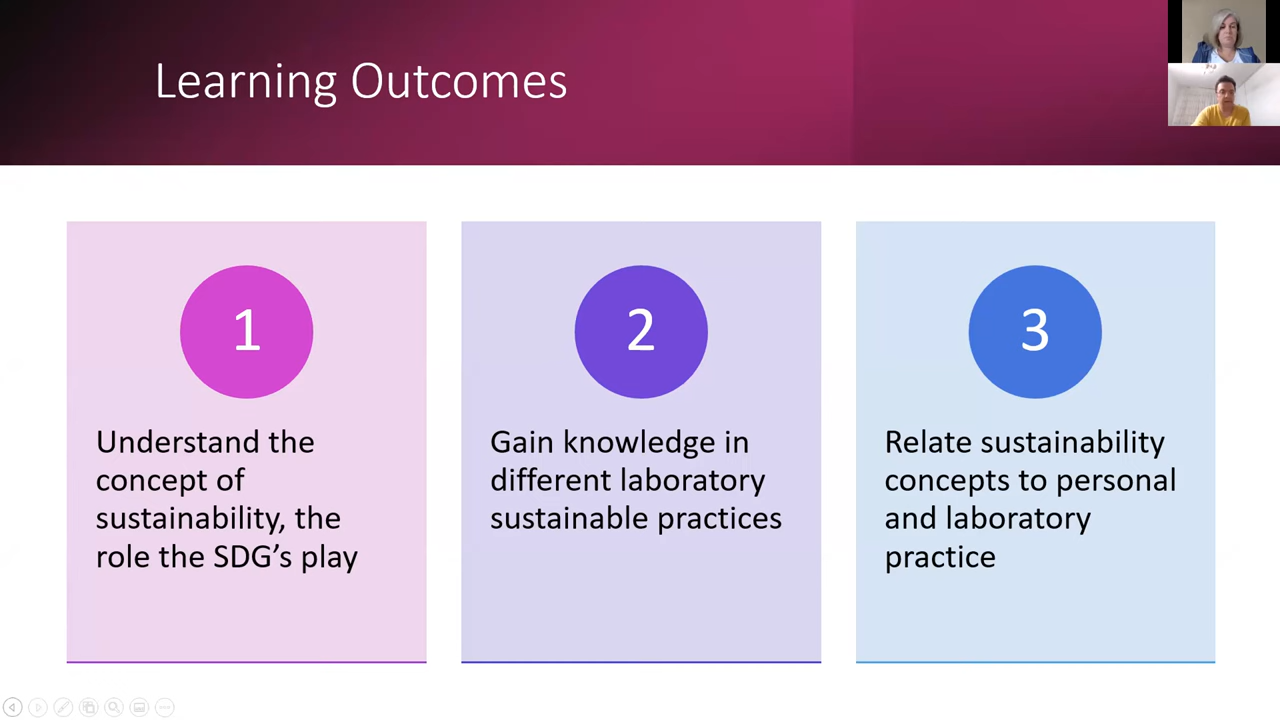 Learning Outcomes
1
Understand the
concept of
sustainability, the
role the SDG’s play
2
Gain knowledge in
different laboratory
sustainable practices
3
Relate sustainability
concepts to personal
and laboratory
practice